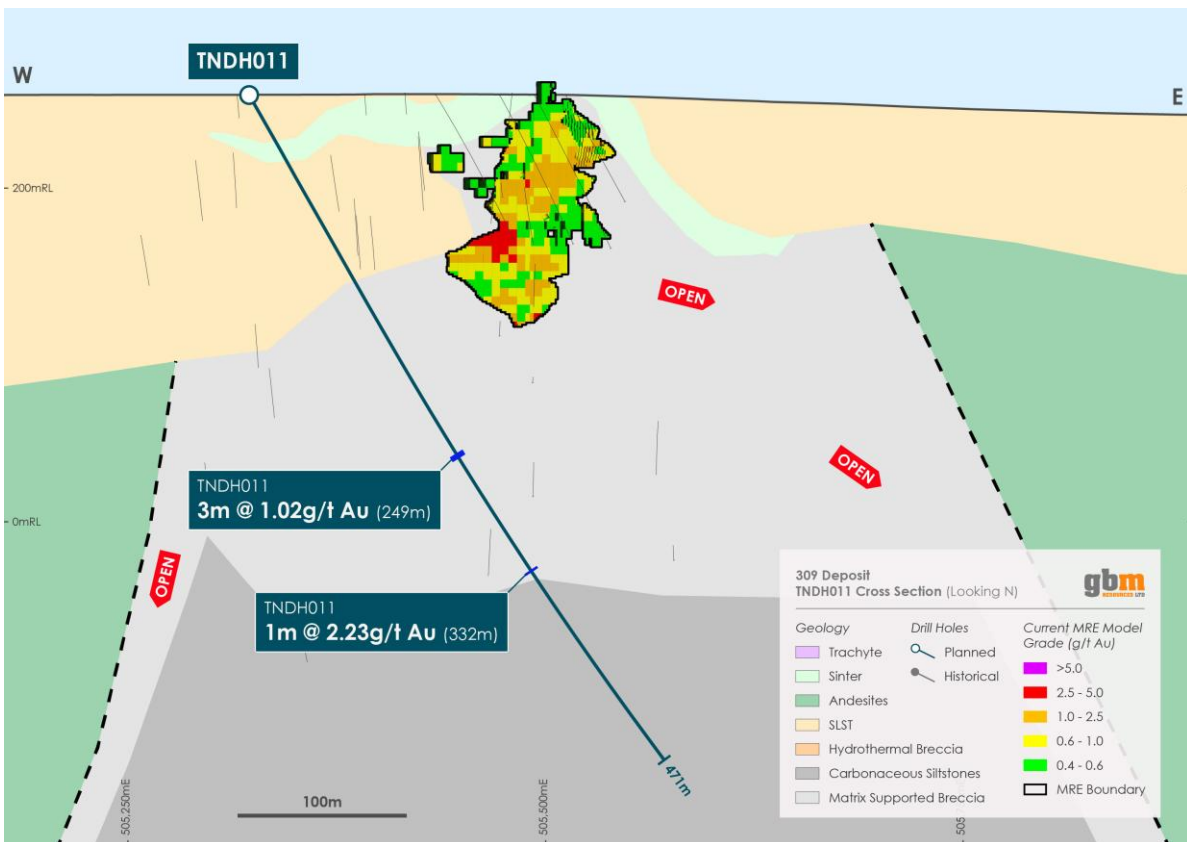 TNDH011
W
E
200mRL
OPEN
OPEN
TNDH011
3m @ 1.02g/t Au (249m)
0mRL
OPEN
TNDH011
1m @ 2.23g/t Au (332m)
471m
505,250mE
100m
505,500mE
505,
309 Deposit
TNDH011 Cross Section (Looking N)
gbm
RESOURCES LTD
Geology
Trachyte
Sinter
Andesites
SLST
Hydrothermal Breccia
Carbonaceous Siltstones
Matrix Supported Breccia
Drill Holes
Planned
Historical
Current MRE Model
Grade (g/t Au)
>5.0
2.5 - 5.0
1.0 - 2.5
0.6 - 1.0
0.4 - 0.6
MRE Boundary